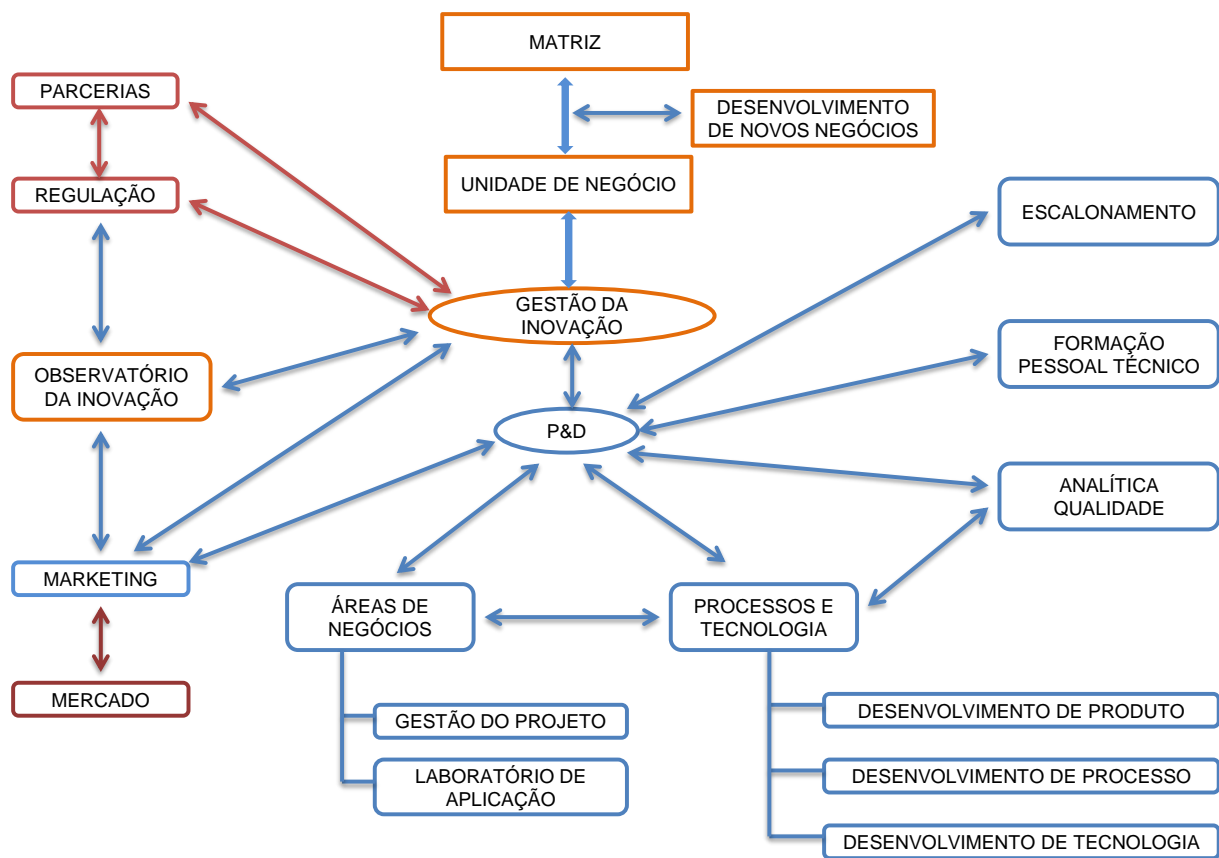 MATRIZ
PARCERIAS
DESENVOLVIMENTO
DE NOVOS NEGÓCIOS
REGULAÇÃO
UNIDADE DE NEGÓCIO
ESCALONAMENTO
GESTÃO DA
INOVAÇÃO
OBSERVATÓRIO
DA INOVAÇÃO
FORMAÇÃO
PESSOAL TÉCNICO
P&D
ANALÍTICA
QUALIDADE
MARKETING
ÁREAS DE
NEGÓCIOS
PROCESSOS E
TECNOLOGIA
MERCADO
GESTÃO DO PROJETO
DESENVOLVIMENTO DE PRODUTO
LABORATÓRIO DE
APLICAÇÃO
DESENVOLVIMENTO DE PROCESSO
DESENVOLVIMENTO DE TECNOLOGIA